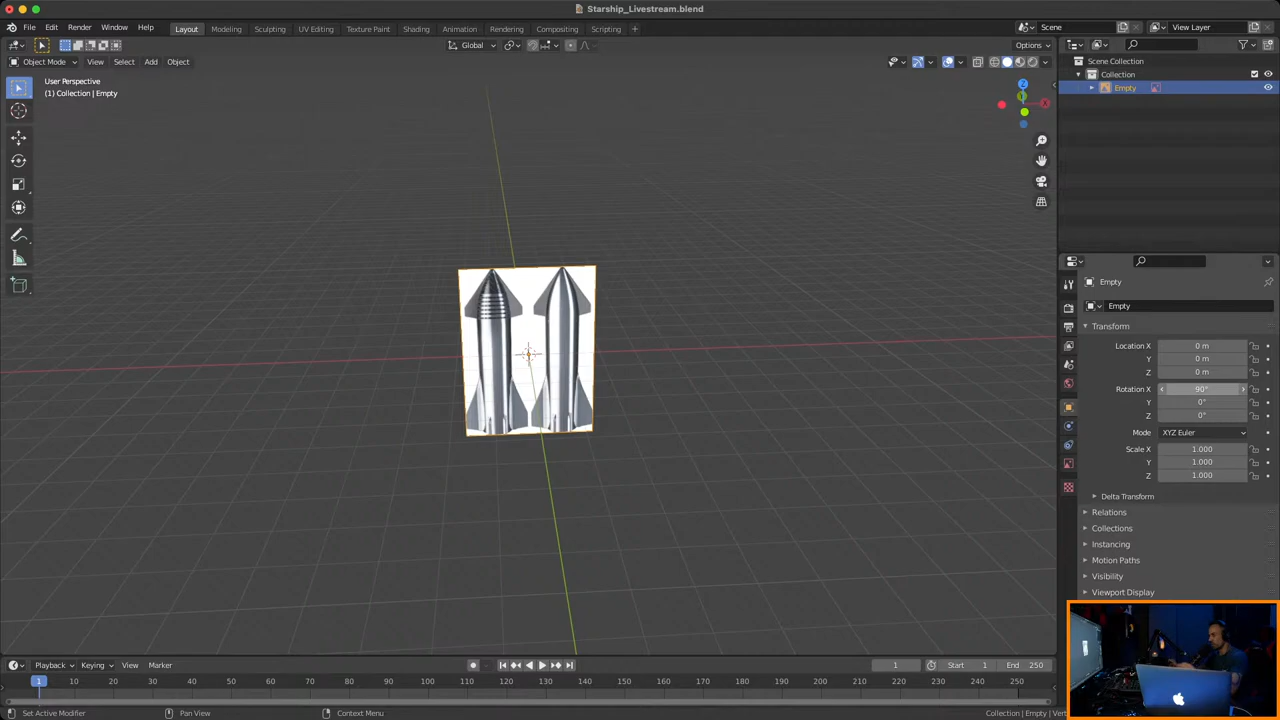 Starship_Livestream.blend
File Edit Render Window Help Layout Modeling Sculpting UV Editing Texture Paint Shading Animation Rendering Compositing Scripting + Scene View Layer
Global Options
Object Mode View Select Add Object
User Perspective
(1) Collection | Empty
Z
Y
X
Scene Collection
Collection
Empty
Empty
Empty
Transform
Location X 0 m
Y 0 m
Z 0 m
Rotation X 90°
Y 0°
Z 0°
Mode XYZ Euler
Scale X 1.000
Y 1.000
Z 1.000
Delta Transform
Relations
Collections
Instancing
Motion Paths
Visibility
Viewport Display
Playback Keying View Marker 1 Start 1 End 250
1 10 20 30 40 50 60 70 80 90 100 110 120 130 140 150 160 170 180 190 200 210 220 230 240 250
Set Active Modifier Pan View Context Menu Collection | Empty | Ver